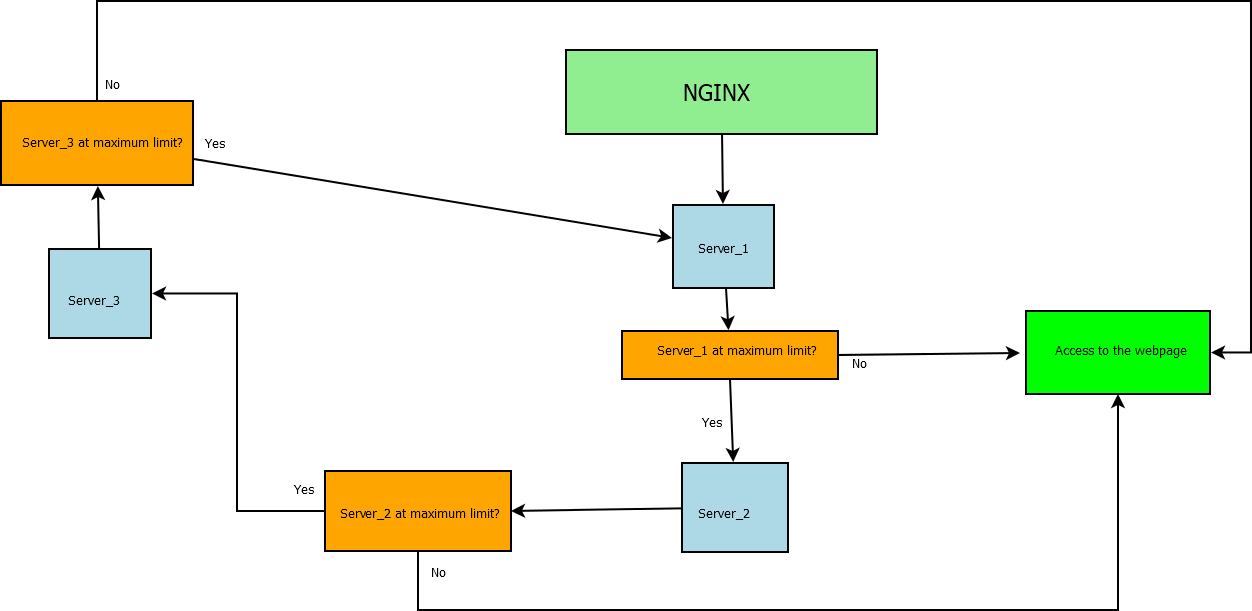 No
NGINX
Server_3 at maximum limit?
Yes
Server_1
Server_3
Server_1 at maximum limit?
No
Access to the webpage
Yes
Yes
Server_2 at maximum limit?
Server_2
No